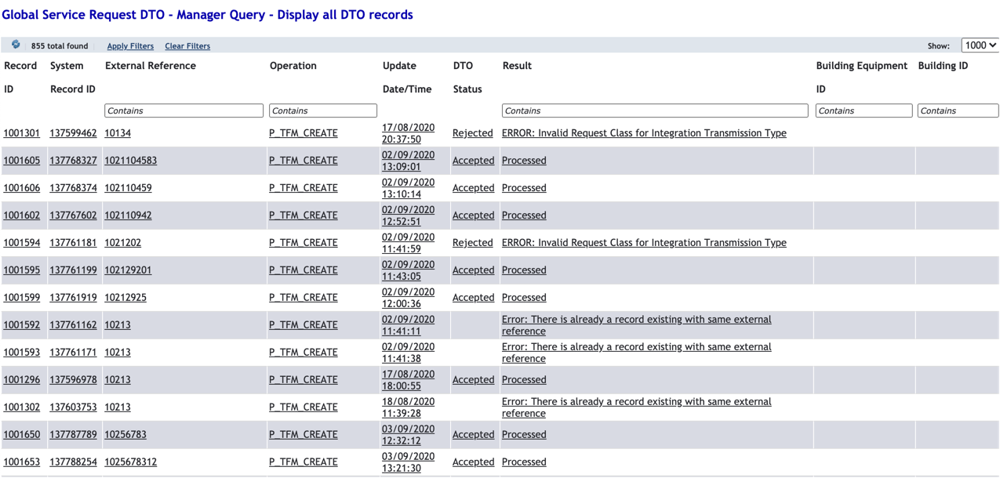 Global Service Request DTO - Manager Query - Display all DTO records
855 total found Apply Filters Clear Filters Show: 1000
Record System External Reference Operation Update DTO Result Building Equipment Building ID
ID Record ID Date/Time Status ID
Contains Contains Contains Contains Contains
1001301 137599462 10134 P_TFM_CREATE 17/08/2020 20:37:50 Rejected ERROR: Invalid Request Class for Integration Transmission Type
1001605 137768327 1021104583 P_TFM_CREATE 02/09/2020 13:09:01 Accepted Processed
1001606 137768374 102110459 P_TFM_CREATE 02/09/2020 13:10:14 Accepted Processed
1001602 137767602 102110942 P_TFM_CREATE 02/09/2020 12:52:51 Accepted Processed
1001594 137761181 1021202 P_TFM_CREATE 02/09/2020 11:41:59 Rejected ERROR: Invalid Request Class for Integration Transmission Type
1001595 137761199 102129201 P_TFM_CREATE 02/09/2020 11:43:05 Accepted Processed
1001599 137761919 10212925 P_TFM_CREATE 02/09/2020 12:00:36 Accepted Processed
1001592 137761162 10213 P_TFM_CREATE 02/09/2020 11:41:11 Error: There is already a record existing with same external reference
1001593 137761171 10213 P_TFM_CREATE 02/09/2020 11:41:38 Error: There is already a record existing with same external reference
1001296 137596978 10213 P_TFM_CREATE 17/08/2020 18:00:55 Accepted Processed
1001302 137603753 10213 P_TFM_CREATE 18/08/2020 11:39:28 Error: There is already a record existing with same external reference
1001650 137787789 10256783 P_TFM_CREATE 03/09/2020 12:32:12 Accepted Processed
1001653 137788254 1025678312 P_TFM_CREATE 03/09/2020 13:21:30 Accepted Processed